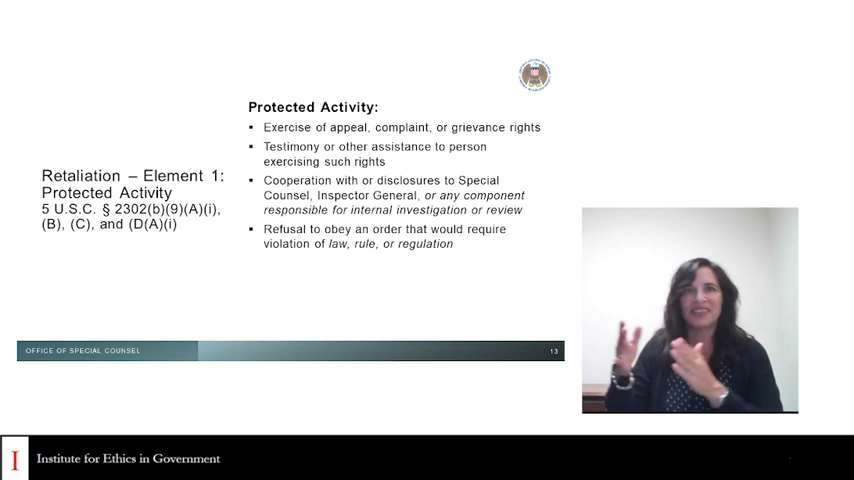 Protected Activity:
▪ Exercise of appeal, complaint, or grievance rights
▪ Testimony or other assistance to person
exercising such rights
▪ Cooperation with or disclosures to Special
Counsel, Inspector General, or any component
responsible for internal investigation or review
▪ Refusal to obey an order that would require
violation of law, rule, or regulation
Retaliation – Element 1:
Protected Activity
5 U.S.C. § 2302(b)(9)(A)(i),
(B), (C), and (D(A)(i)
OFFICE OF SPECIAL COUNSEL
13
I
Institute for Ethics in Government